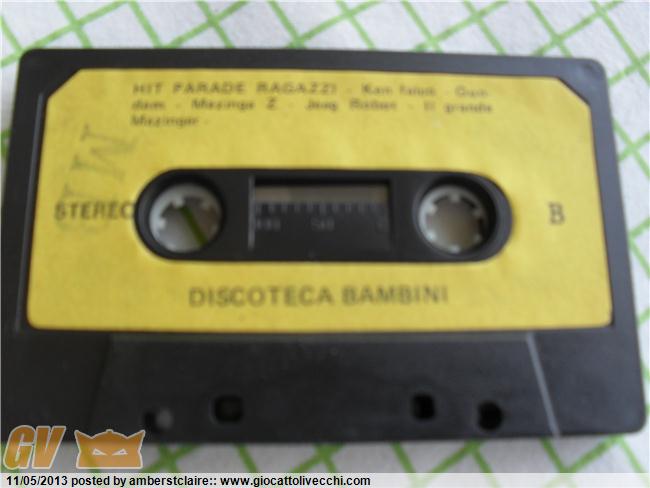 HIT PARADE RAGAZZI - Ken falco - Gun
dam - Mazinga Z - Jeeg Robot - Il grande
Mazinger -
STEREO
B
DISCOTECA BAMBINI
GV
11/05/2013 posted by amberstclaire:: www.giocattolivecchi.com